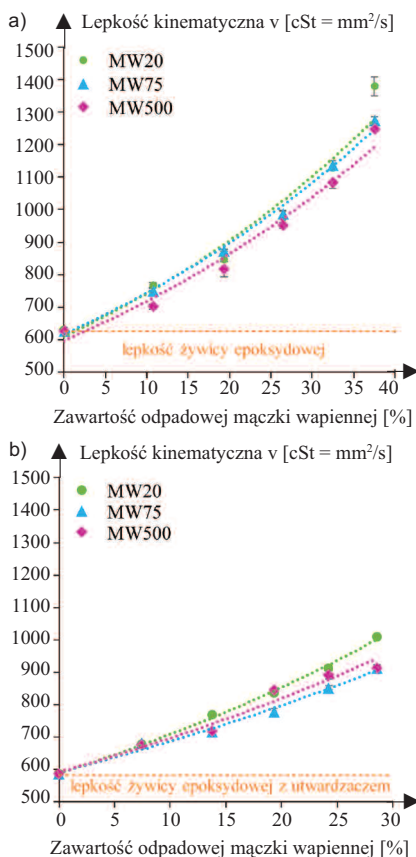 a)
Lepkość kinematyczna v [cSt = mm²/s]
1500
1400
1300
1200
1100
1000
900
800
700
600
500
MW20
MW75
MW500
lepkość żywicy epoksydowej
0 5 10 15 20 25 30 35 40
Zawartość odpadowej mączki wapiennej [%]
b)
Lepkość kinematyczna v [cSt = mm²/s]
1500
1400
1300
1200
1100
1000
900
800
700
600
500
MW20
MW75
MW500
lepkość żywicy epoksydowej z utwardzaczem
0 5 10 15 20 25 30
Zawartość odpadowej mączki wapiennej [%]